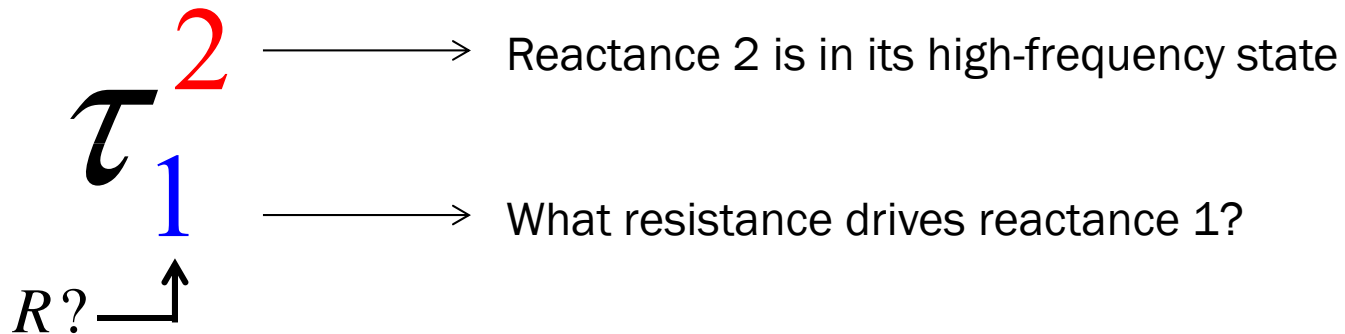 τ 2 Reactance 2 is in its high-frequency state
1 What resistance drives reactance 1?
R?